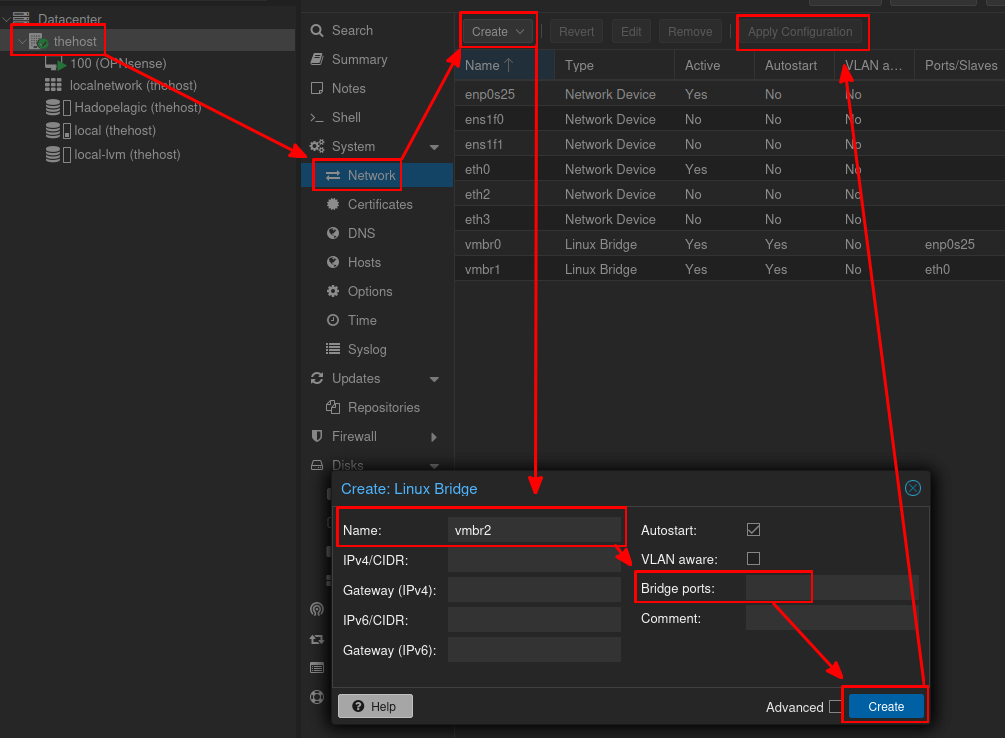 Datacenter
thehost
100 (OPNsense)
localnetwork (thehost)
Hadopelagic (thehost)
local (thehost)
local-lvm (thehost)
Search
Summary
Notes
Shell
System
Network
Certificates
DNS
Hosts
Options
Time
Syslog
Updates
Repositories
Firewall
Disks
Create Revert Edit Remove Apply Configuration
Name Type Active Autostart VLAN a... Ports/Slaves
enp0s25 Network Device Yes No No
ens1f0 Network Device No No No
ens1f1 Network Device No No No
eth0 Network Device Yes No No
eth2 Network Device No No No
eth3 Network Device No No No
vmbr0 Linux Bridge Yes Yes No enp0s25
vmbr1 Linux Bridge Yes Yes No eth0
Create: Linux Bridge
Name: vmbr2
IPv4/CIDR:
Gateway (IPv4):
IPv6/CIDR:
Gateway (IPv6):
Autostart:
VLAN aware:
Bridge ports:
Comment:
Help Advanced Create